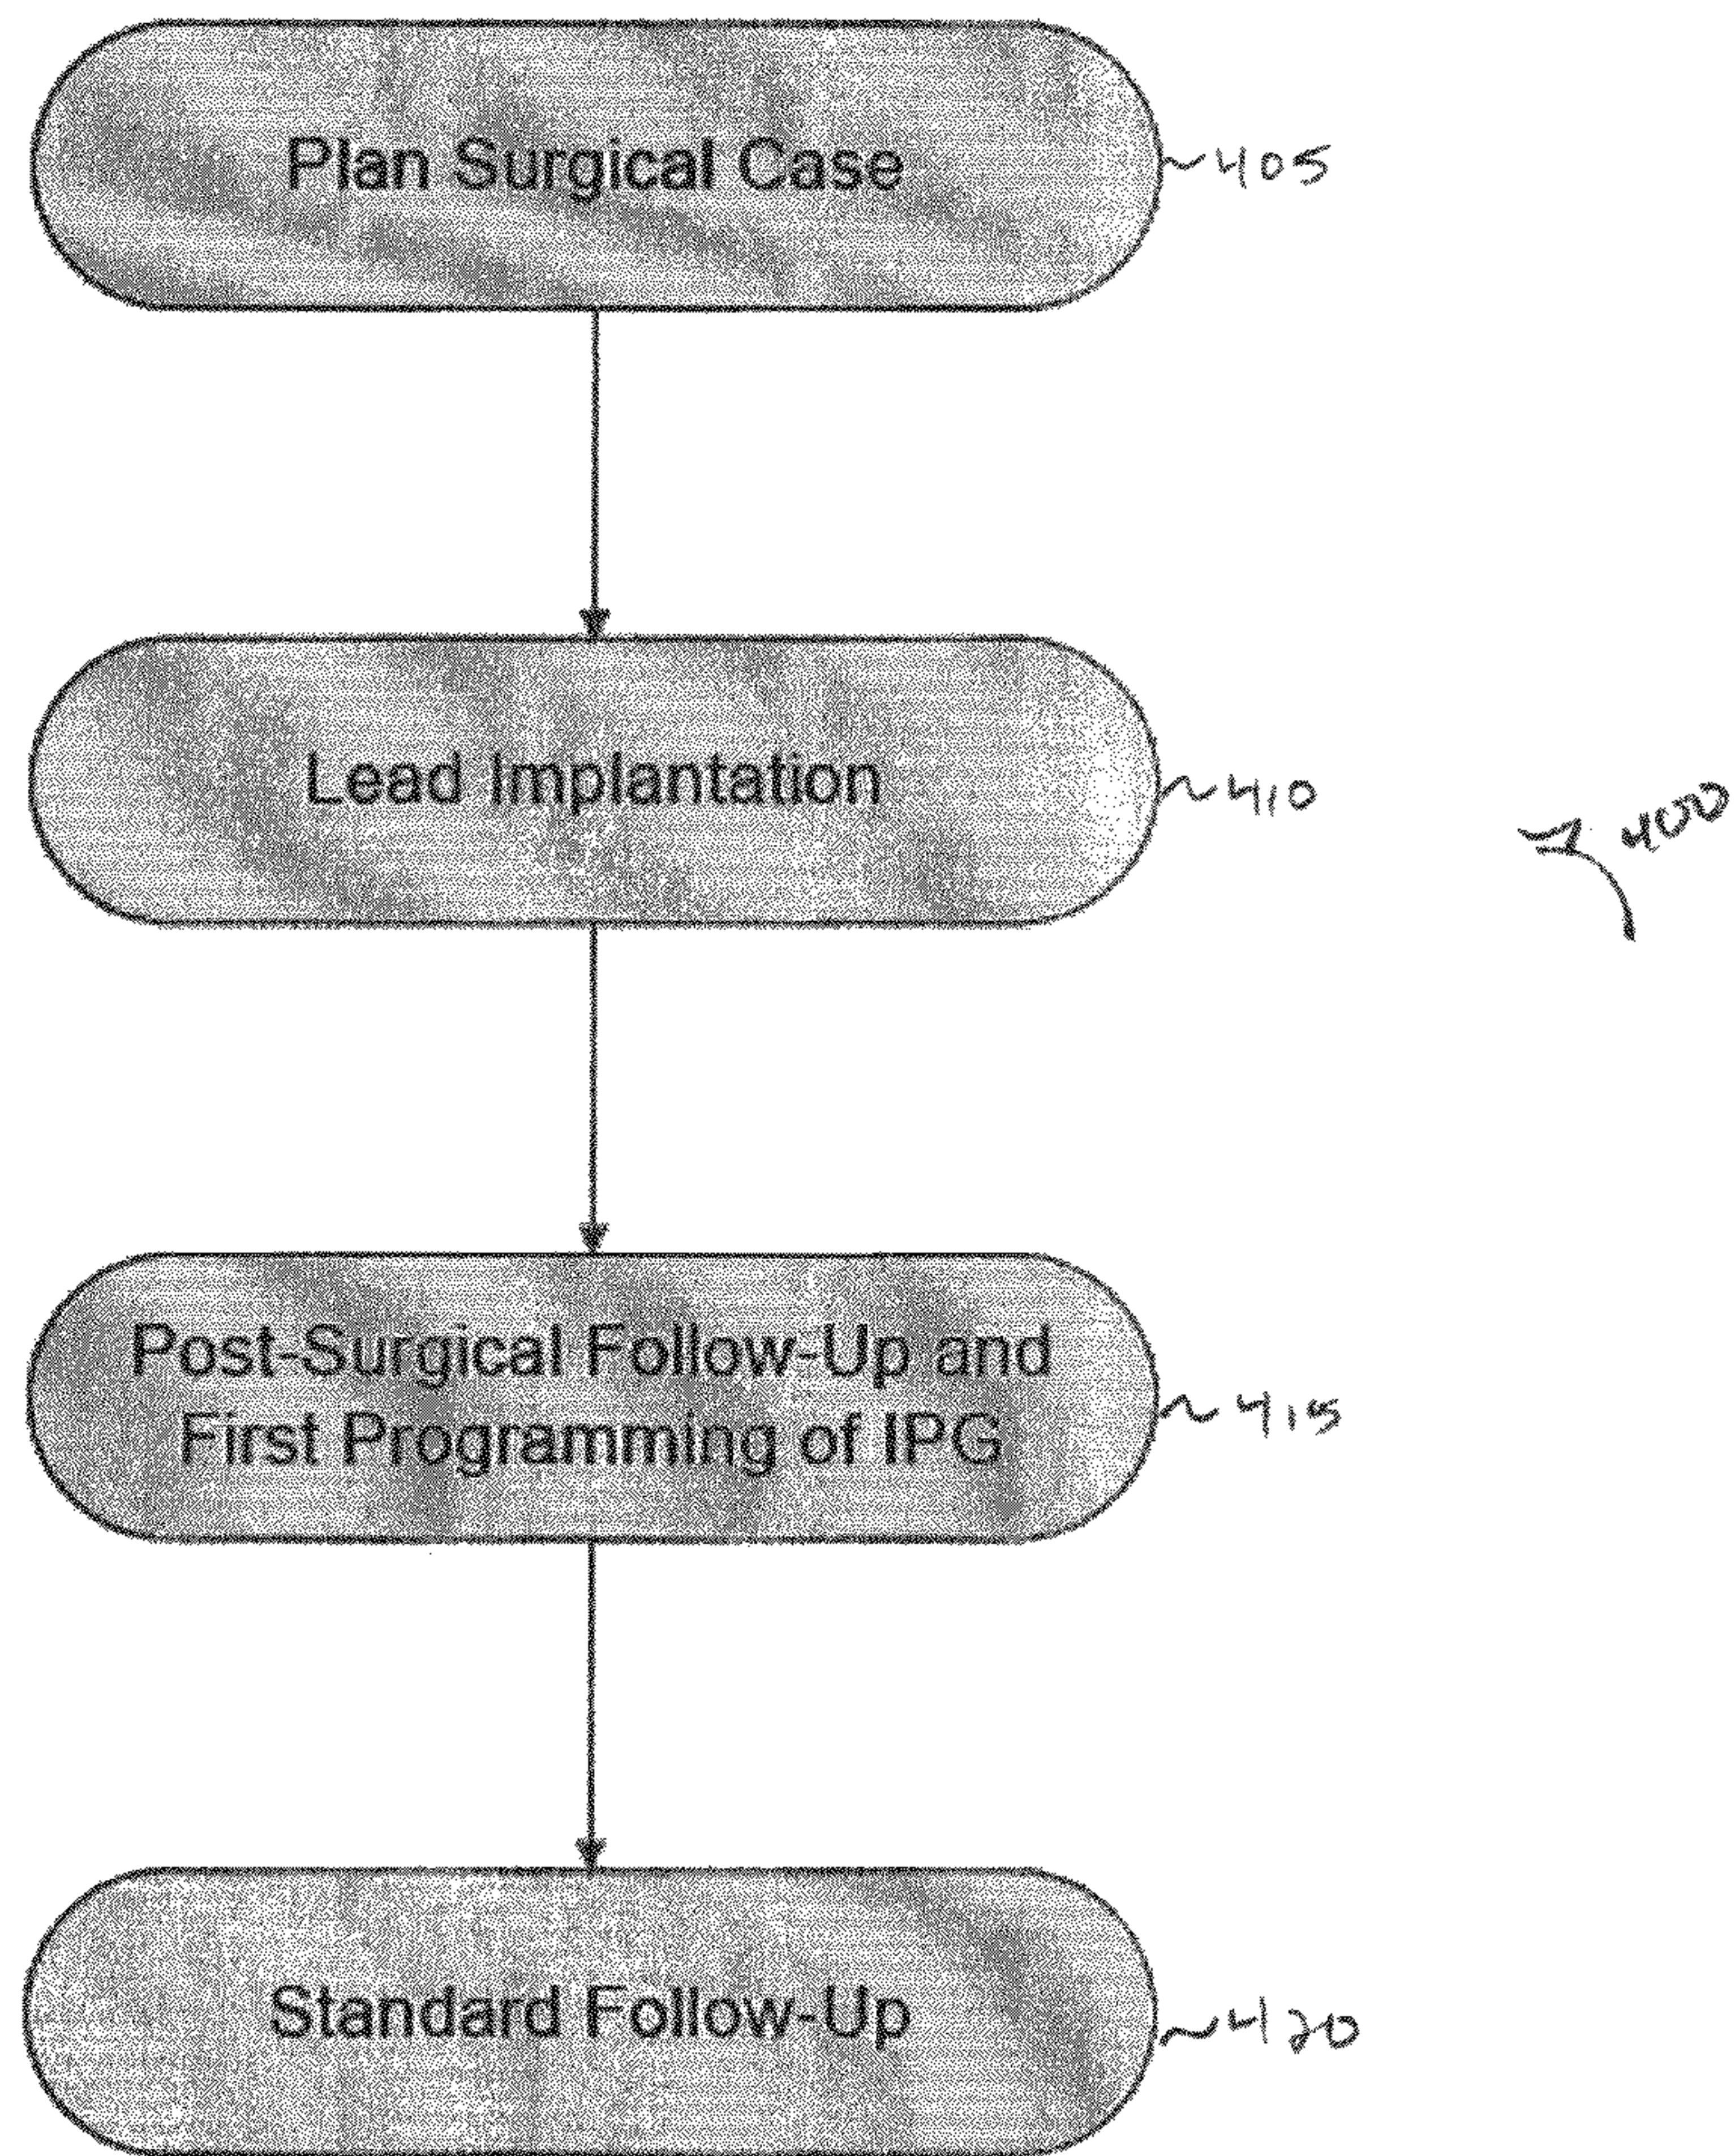 Plan Surgical Case
~405
Lead Implantation
~410
400
Post-Surgical Follow-Up and
First Programming of IPG
~415
Standard Follow-Up
~420